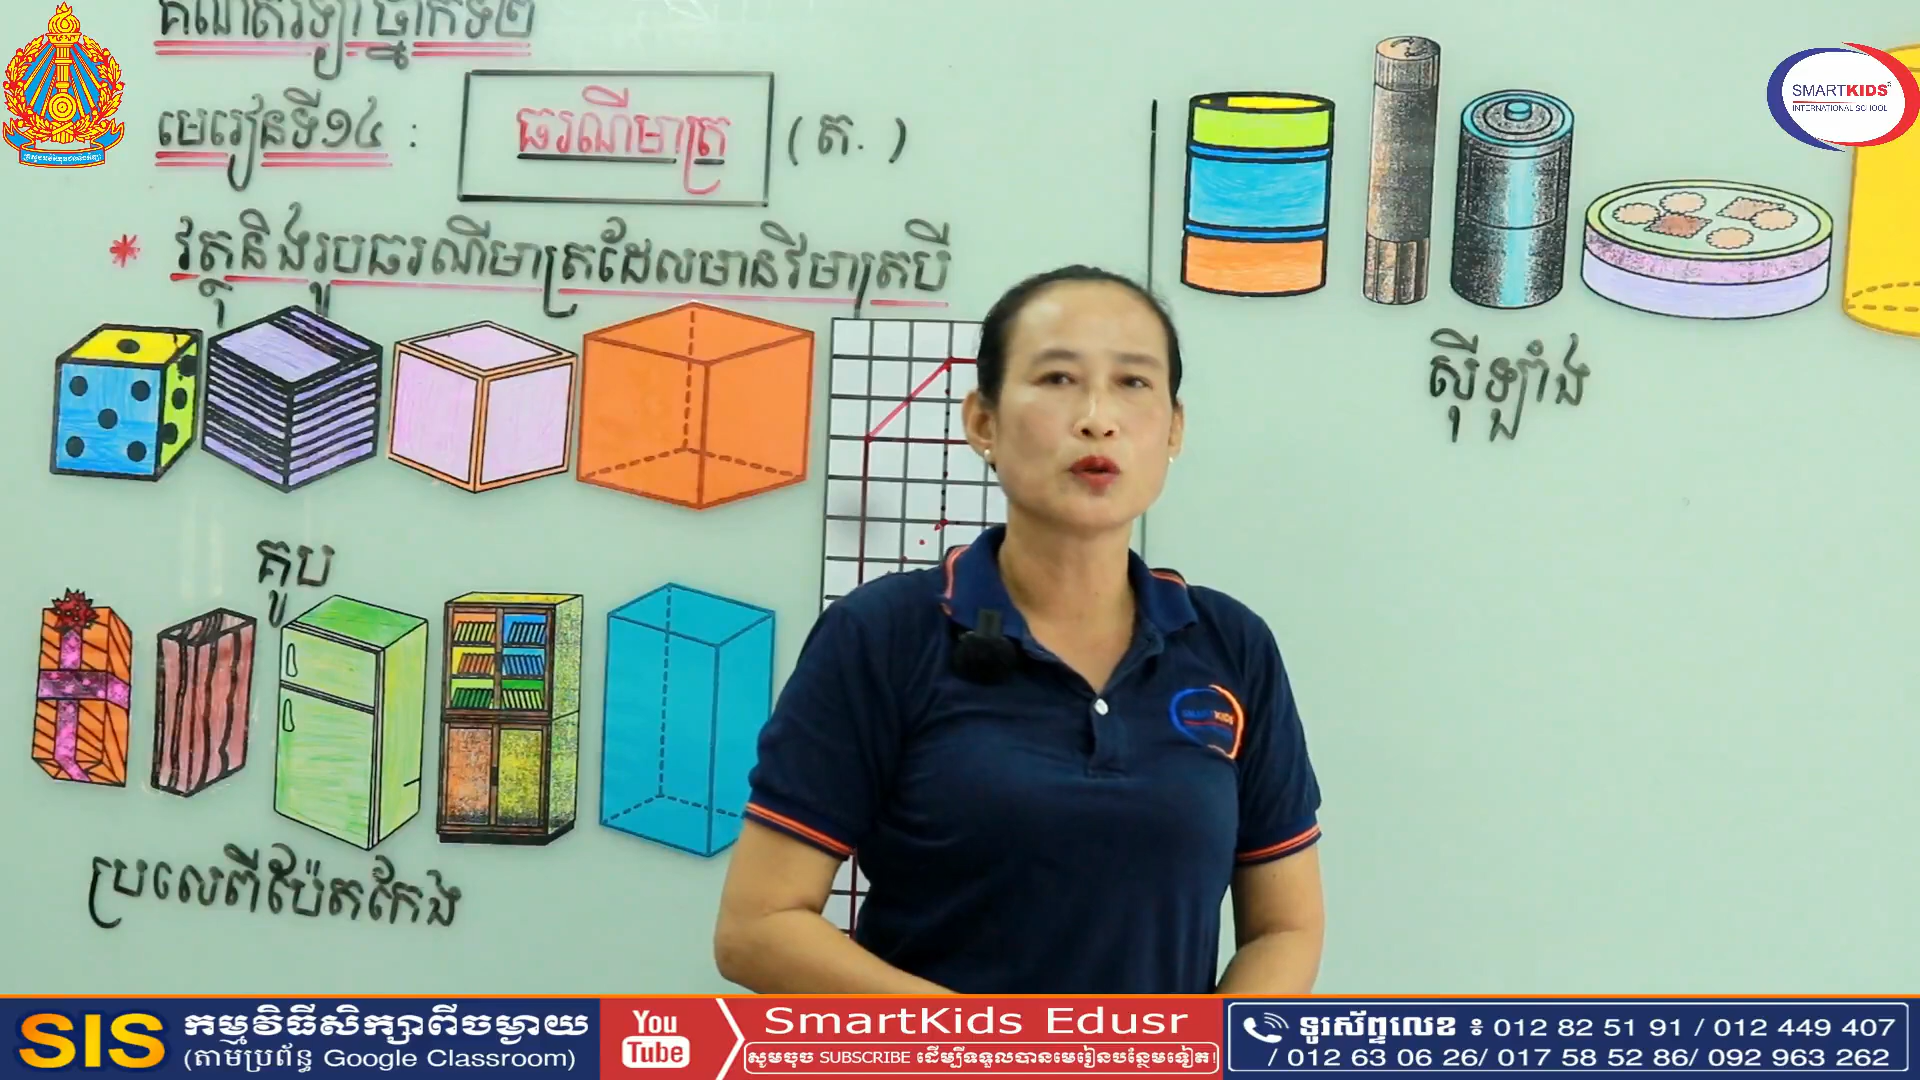 គណិតវិទ្យា ថ្នាក់ទី២
មេរៀនទី១៤ : ធរណីមាត្រ (ត. )
* វត្ថុនិងរូបធរណីមាត្រដែលមានវិមាត្របី
គូប
ប្រលេពីប៉ែតកែង
ស៊ីឡាំង
SMARTKIDS
INTERNATIONAL SCHOOL
SMARTKIDS
SIS
កម្មវិធីសិក្សាពីចម្ងាយ
(តាមប្រព័ន្ធ Google Classroom)
You
Tube
SmartKids Edusr
សូមចុច SUBSCRIBE ដើម្បីទទួលបានមេរៀនបន្ថែមទៀត!
ទូរស័ព្ទលេខ ៖ 012 82 51 91 / 012 449 407
/ 012 63 06 26/ 017 58 52 86/ 092 963 262